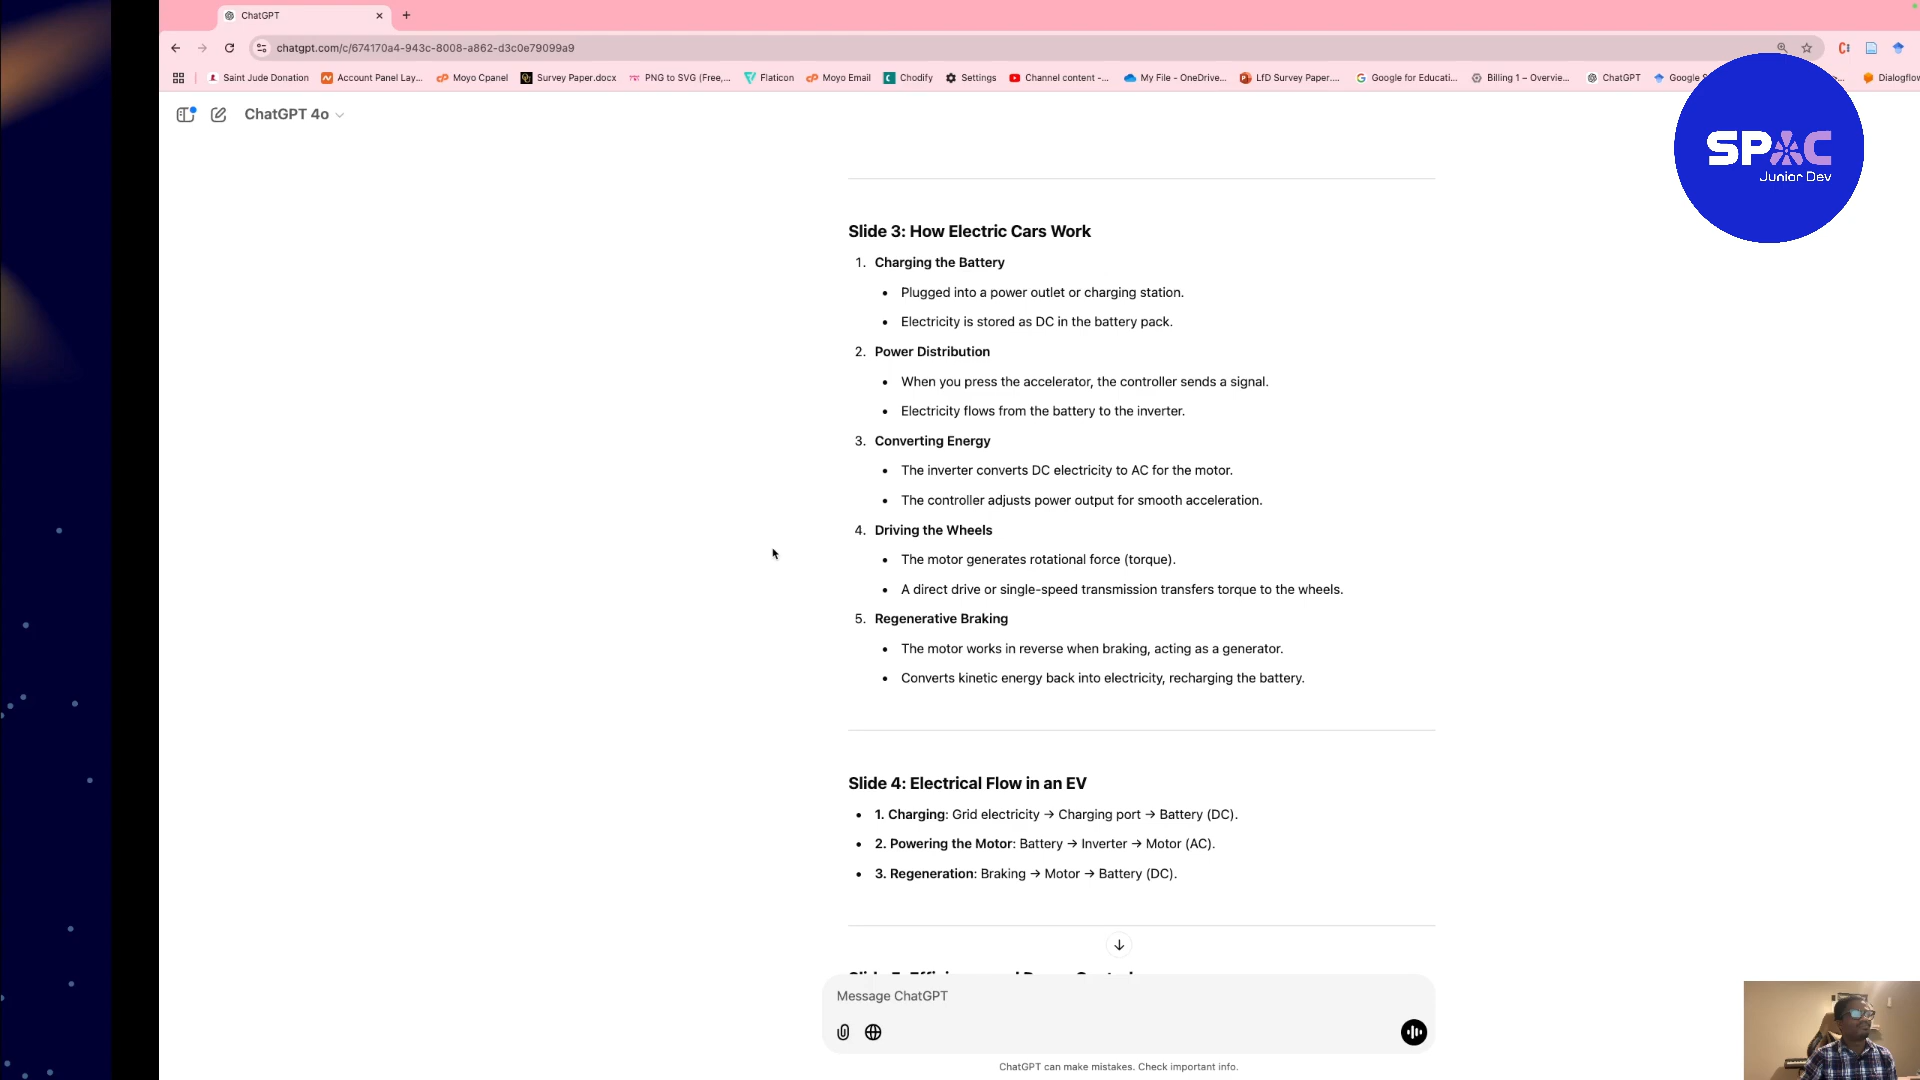 ChatGPT
chatgpt.com/c/674170a4-943c-8008-a862-d3c0e79099a9
Saint Jude Donation
Account Panel Lay...
Moyo Cpanel
Survey Paper.docx
PNG to SVG (Free,...
Flaticon
Moyo Email
Chodify
Settings
Channel content -...
My File - OneDrive...
LfD Survey Paper....
Google for Educati...
Billing 1 – Overvie...
ChatGPT
Google
Dialogflow
ChatGPT 4o
SPAC
Junior Dev
Slide 3: How Electric Cars Work
1. Charging the Battery
• Plugged into a power outlet or charging station.
• Electricity is stored as DC in the battery pack.
2. Power Distribution
• When you press the accelerator, the controller sends a signal.
• Electricity flows from the battery to the inverter.
3. Converting Energy
• The inverter converts DC electricity to AC for the motor.
• The controller adjusts power output for smooth acceleration.
4. Driving the Wheels
• The motor generates rotational force (torque).
• A direct drive or single-speed transmission transfers torque to the wheels.
5. Regenerative Braking
• The motor works in reverse when braking, acting as a generator.
• Converts kinetic energy back into electricity, recharging the battery.
Slide 4: Electrical Flow in an EV
• 1. Charging: Grid electricity → Charging port → Battery (DC).
• 2. Powering the Motor: Battery → Inverter → Motor (AC).
• 3. Regeneration: Braking → Motor → Battery (DC).
Message ChatGPT
ChatGPT can make mistakes. Check important info.